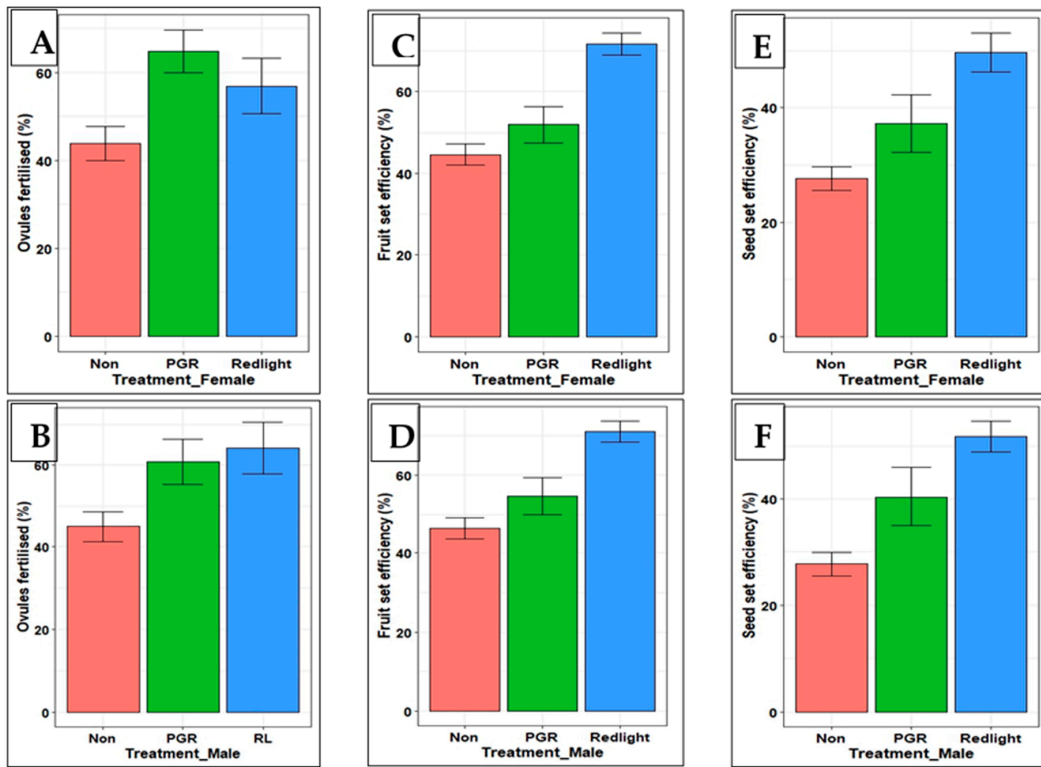 A
Ovules fertilised (%)
60
40
20
0
Non PGR Redlight
Treatment_Female
C
Fruit set efficiency (%)
60
40
20
0
Non PGR Redlight
Treatment_Female
E
Seed set efficiency (%)
40
20
0
Non PGR Redlight
Treatment_Female
B
Ovules fertilised (%)
60
40
20
0
Non PGR RL
Treatment_Male
D
Fruit set efficiency (%)
60
40
20
0
Non PGR Redlight
Treatment_Male
F
Seed set efficiency (%)
40
20
0
Non PGR Redlight
Treatment_Male